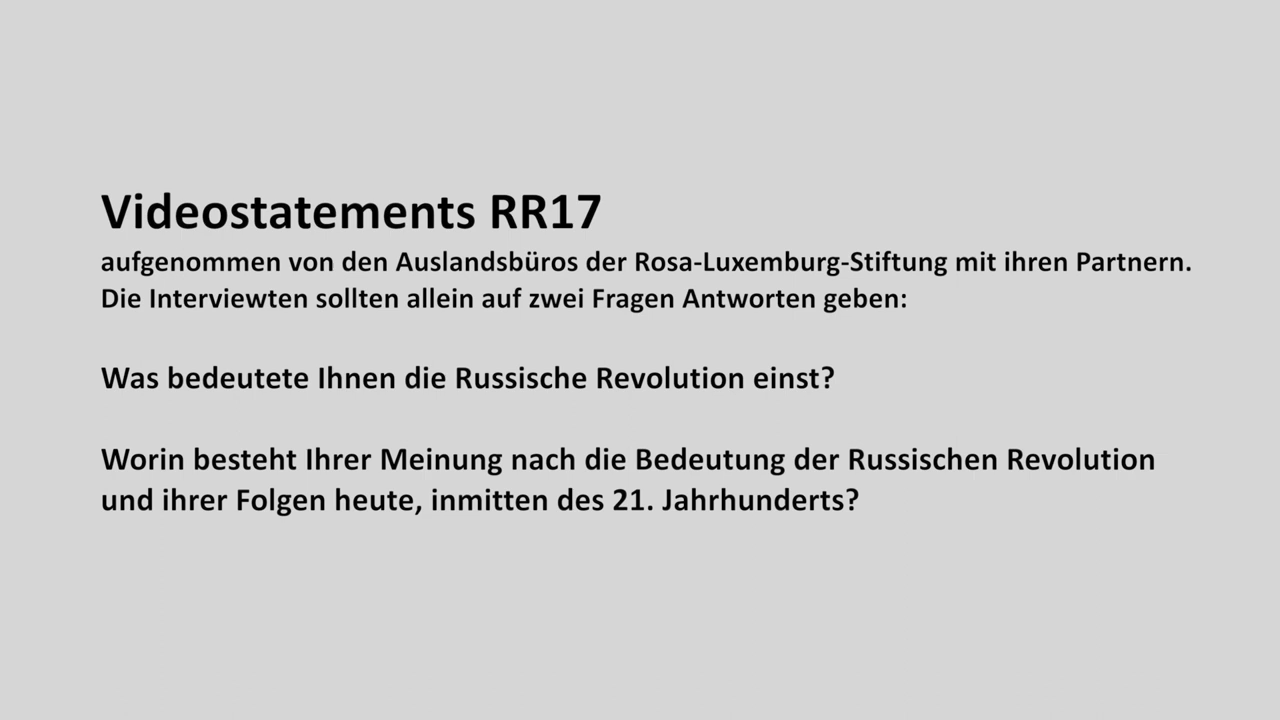 Videostatements RR17
aufgenommen von den Auslandsbüros der Rosa-Luxemburg-Stiftung mit ihren Partnern.
Die Interviewten sollten allein auf zwei Fragen Antworten geben:
Was bedeutete Ihnen die Russische Revolution einst?
Worin besteht Ihrer Meinung nach die Bedeutung der Russischen Revolution
und ihrer Folgen heute, inmitten des 21. Jahrhunderts?